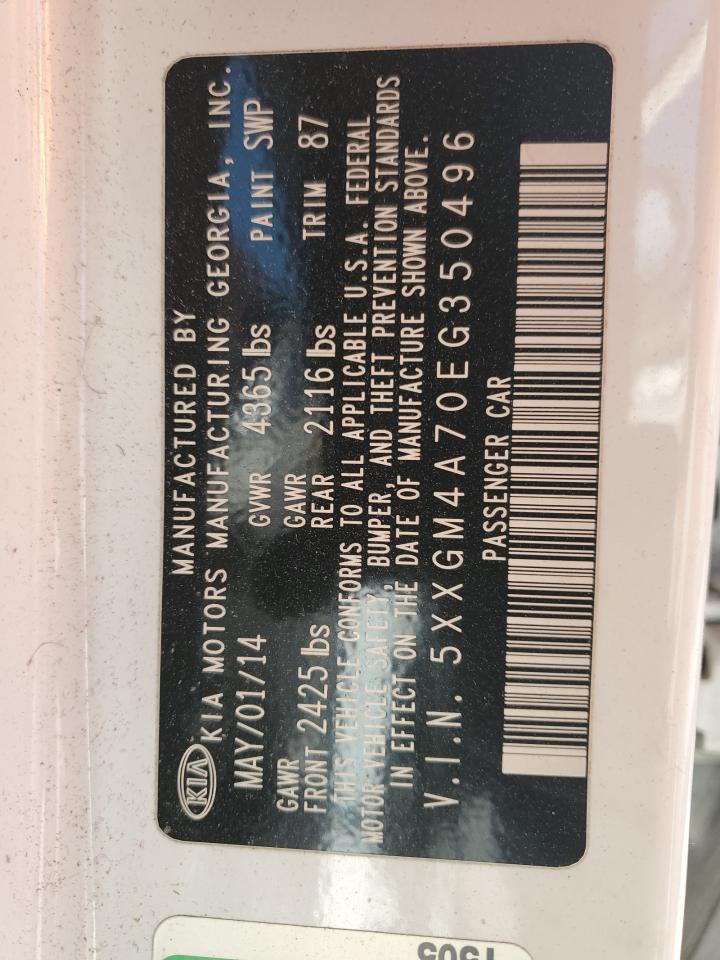 MANUFACTURED BY
KIA KIA MOTORS MANUFACTURING GEORGIA, INC.
MAY/01/14 GVWR 4365 lbs PAINT SWP
GAWR GAWR
FRONT 2425 lbs REAR 2116 lbs TRIM 87
THIS VEHICLE CONFORMS TO ALL APPLICABLE U.S.A. FEDERAL
MOTOR VEHICLE SAFETY, BUMPER, AND THEFT PREVENTION STANDARDS
IN EFFECT ON THE DATE OF MANUFACTURE SHOWN ABOVE.
V.I.N. 5XXGM4A70EG350496
PASSENGER CAR